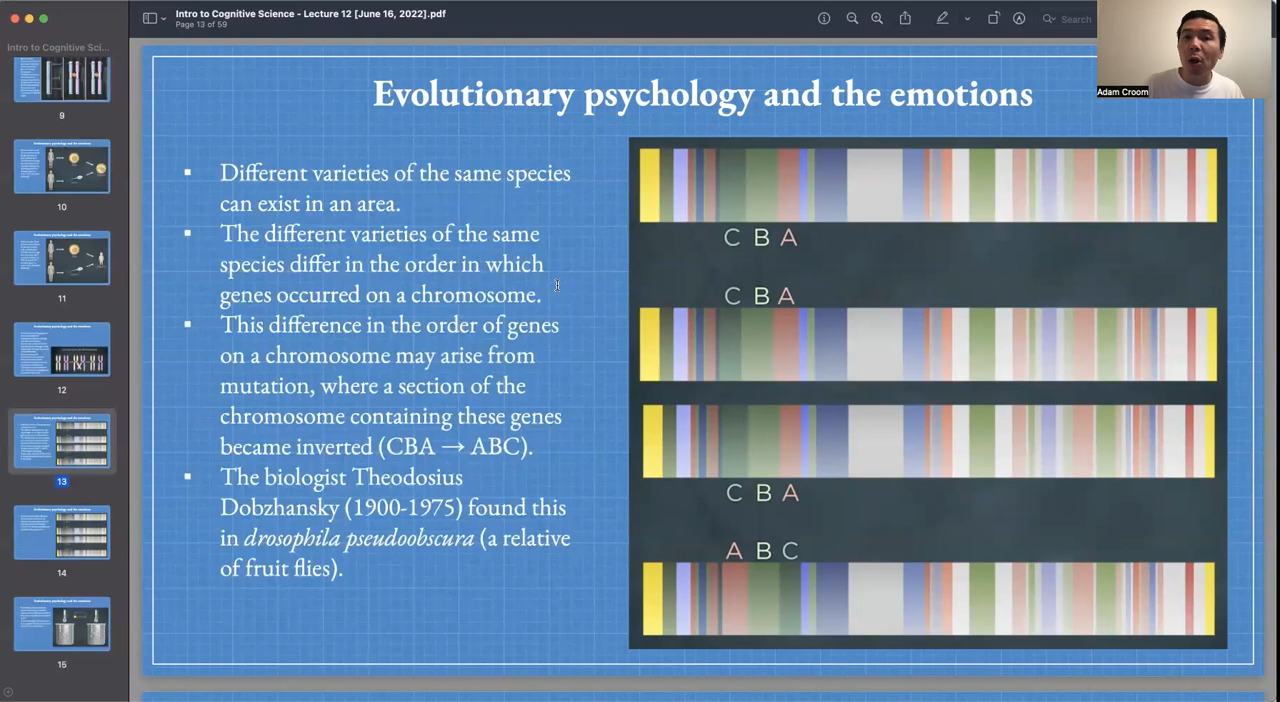 Intro to Cognitive Science - Lecture 12 [June 16, 2022].pdf
Page 13 of 59
Search
Intro to Cognitive Sci...
9
10
11
12
13
14
15
Adam Croom
Evolutionary psychology and the emotions
▪ Different varieties of the same species
can exist in an area.
▪ The different varieties of the same
species differ in the order in which
genes occurred on a chromosome.
▪ This difference in the order of genes
on a chromosome may arise from
mutation, where a section of the
chromosome containing these genes
became inverted (CBA → ABC).
▪ The biologist Theodosius
Dobzhansky (1900-1975) found this
in drosophila pseudoobscura (a relative
of fruit flies).
C B A
C B A
C B A
A B C